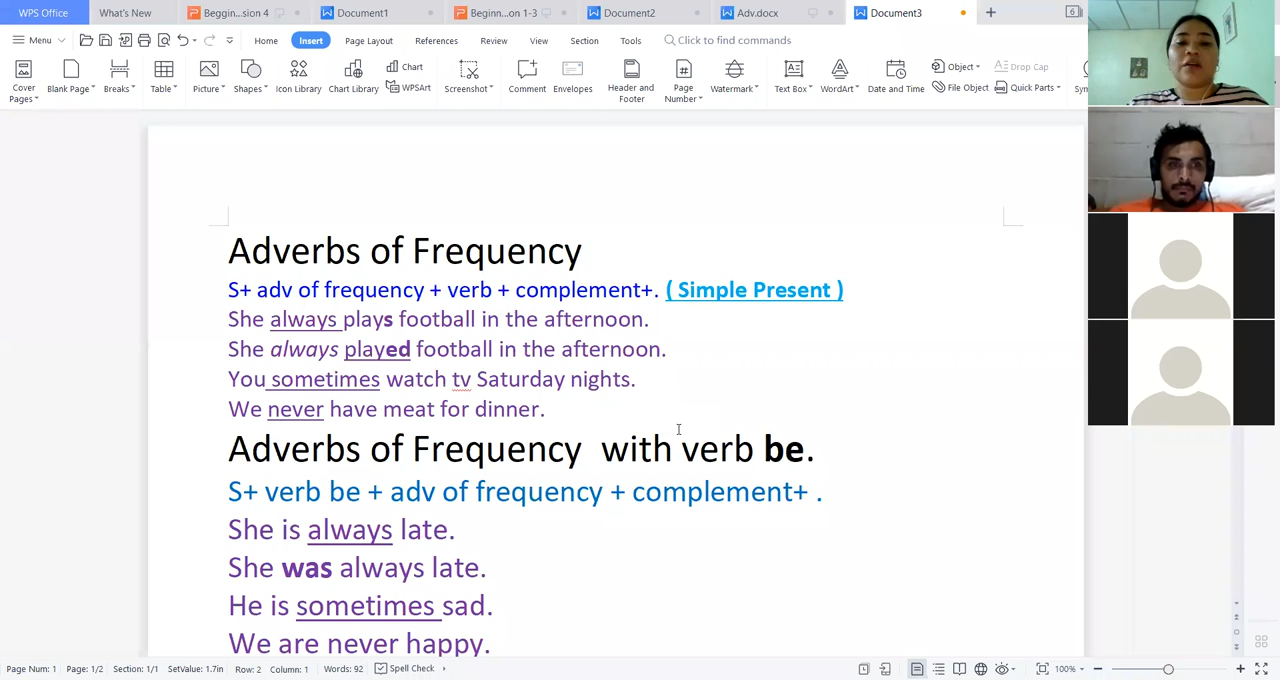 WPS Office What's New Beggin...sion 4 Document1 Beginn...on 1-3 Document2 Adv.docx Document3 + 6
Menu Home Insert Page Layout References Review View Section Tools Click to find commands
Cover Pages Blank Page Breaks Table Picture Shapes Icon Library Chart Library Chart WPSArt Screenshot Comment Envelopes Header and Footer Page Number Watermark Text Box WordArt Date and Time Object File Object Drop Cap Quick Parts Sym
Adverbs of Frequency
S+ adv of frequency + verb + complement+. ( Simple Present )
She always plays football in the afternoon.
She always played football in the afternoon.
You sometimes watch tv Saturday nights.
We never have meat for dinner.
Adverbs of Frequency with verb be.
S+ verb be + adv of frequency + complement+ .
She is always late.
She was always late.
He is sometimes sad.
We are never happy.
Page Num: 1 Page: 1/2 Section: 1/1 SetValue: 1.7in Row: 2 Column: 1 Words: 92 Spell Check 100% - +